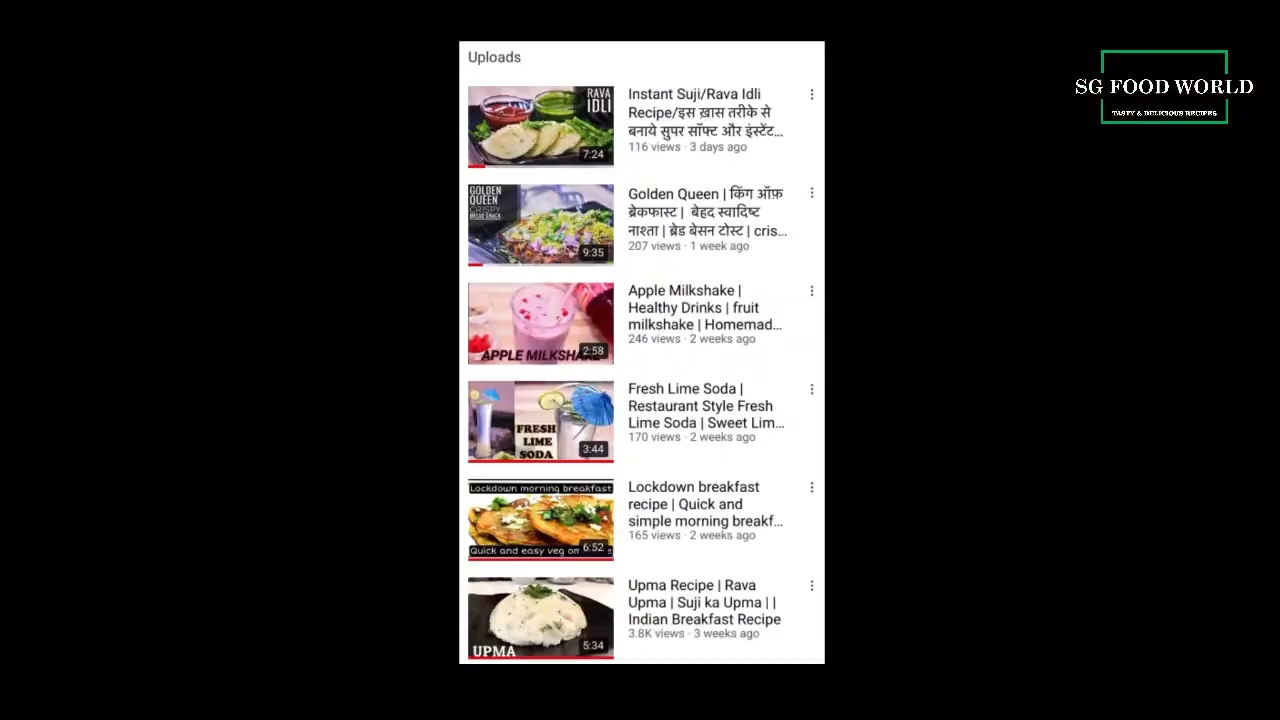 Uploads
SG FOOD WORLD
TASTY & DELICIOUS RECIPES
RAVA
IDLI
7:24
Instant Suji/Rava Idli
Recipe/इस ख़ास तरीके से
बनाये सुपर सॉफ्ट और इंस्टेंट...
116 views · 3 days ago
GOLDEN
QUEEN
CRISPY
BREAD SNACK
9:35
Golden Queen | किंग ऑफ़
ब्रेकफास्ट | बेहद स्वादिष्ट
नाश्ता | ब्रेड बेसन टोस्ट | cris...
207 views · 1 week ago
APPLE MILKSHAKE
2:58
Apple Milkshake |
Healthy Drinks | fruit
milkshake | Homemad...
246 views · 2 weeks ago
FRESH
LIME
SODA
3:44
Fresh Lime Soda |
Restaurant Style Fresh
Lime Soda | Sweet Lim...
170 views · 2 weeks ago
Lockdown morning breakfast
Quick and easy veg om
6:52
Lockdown breakfast
recipe | Quick and
simple morning breakf...
165 views · 2 weeks ago
UPMA
5:34
Upma Recipe | Rava
Upma | Suji ka Upma | |
Indian Breakfast Recipe
3.8K views · 3 weeks ago